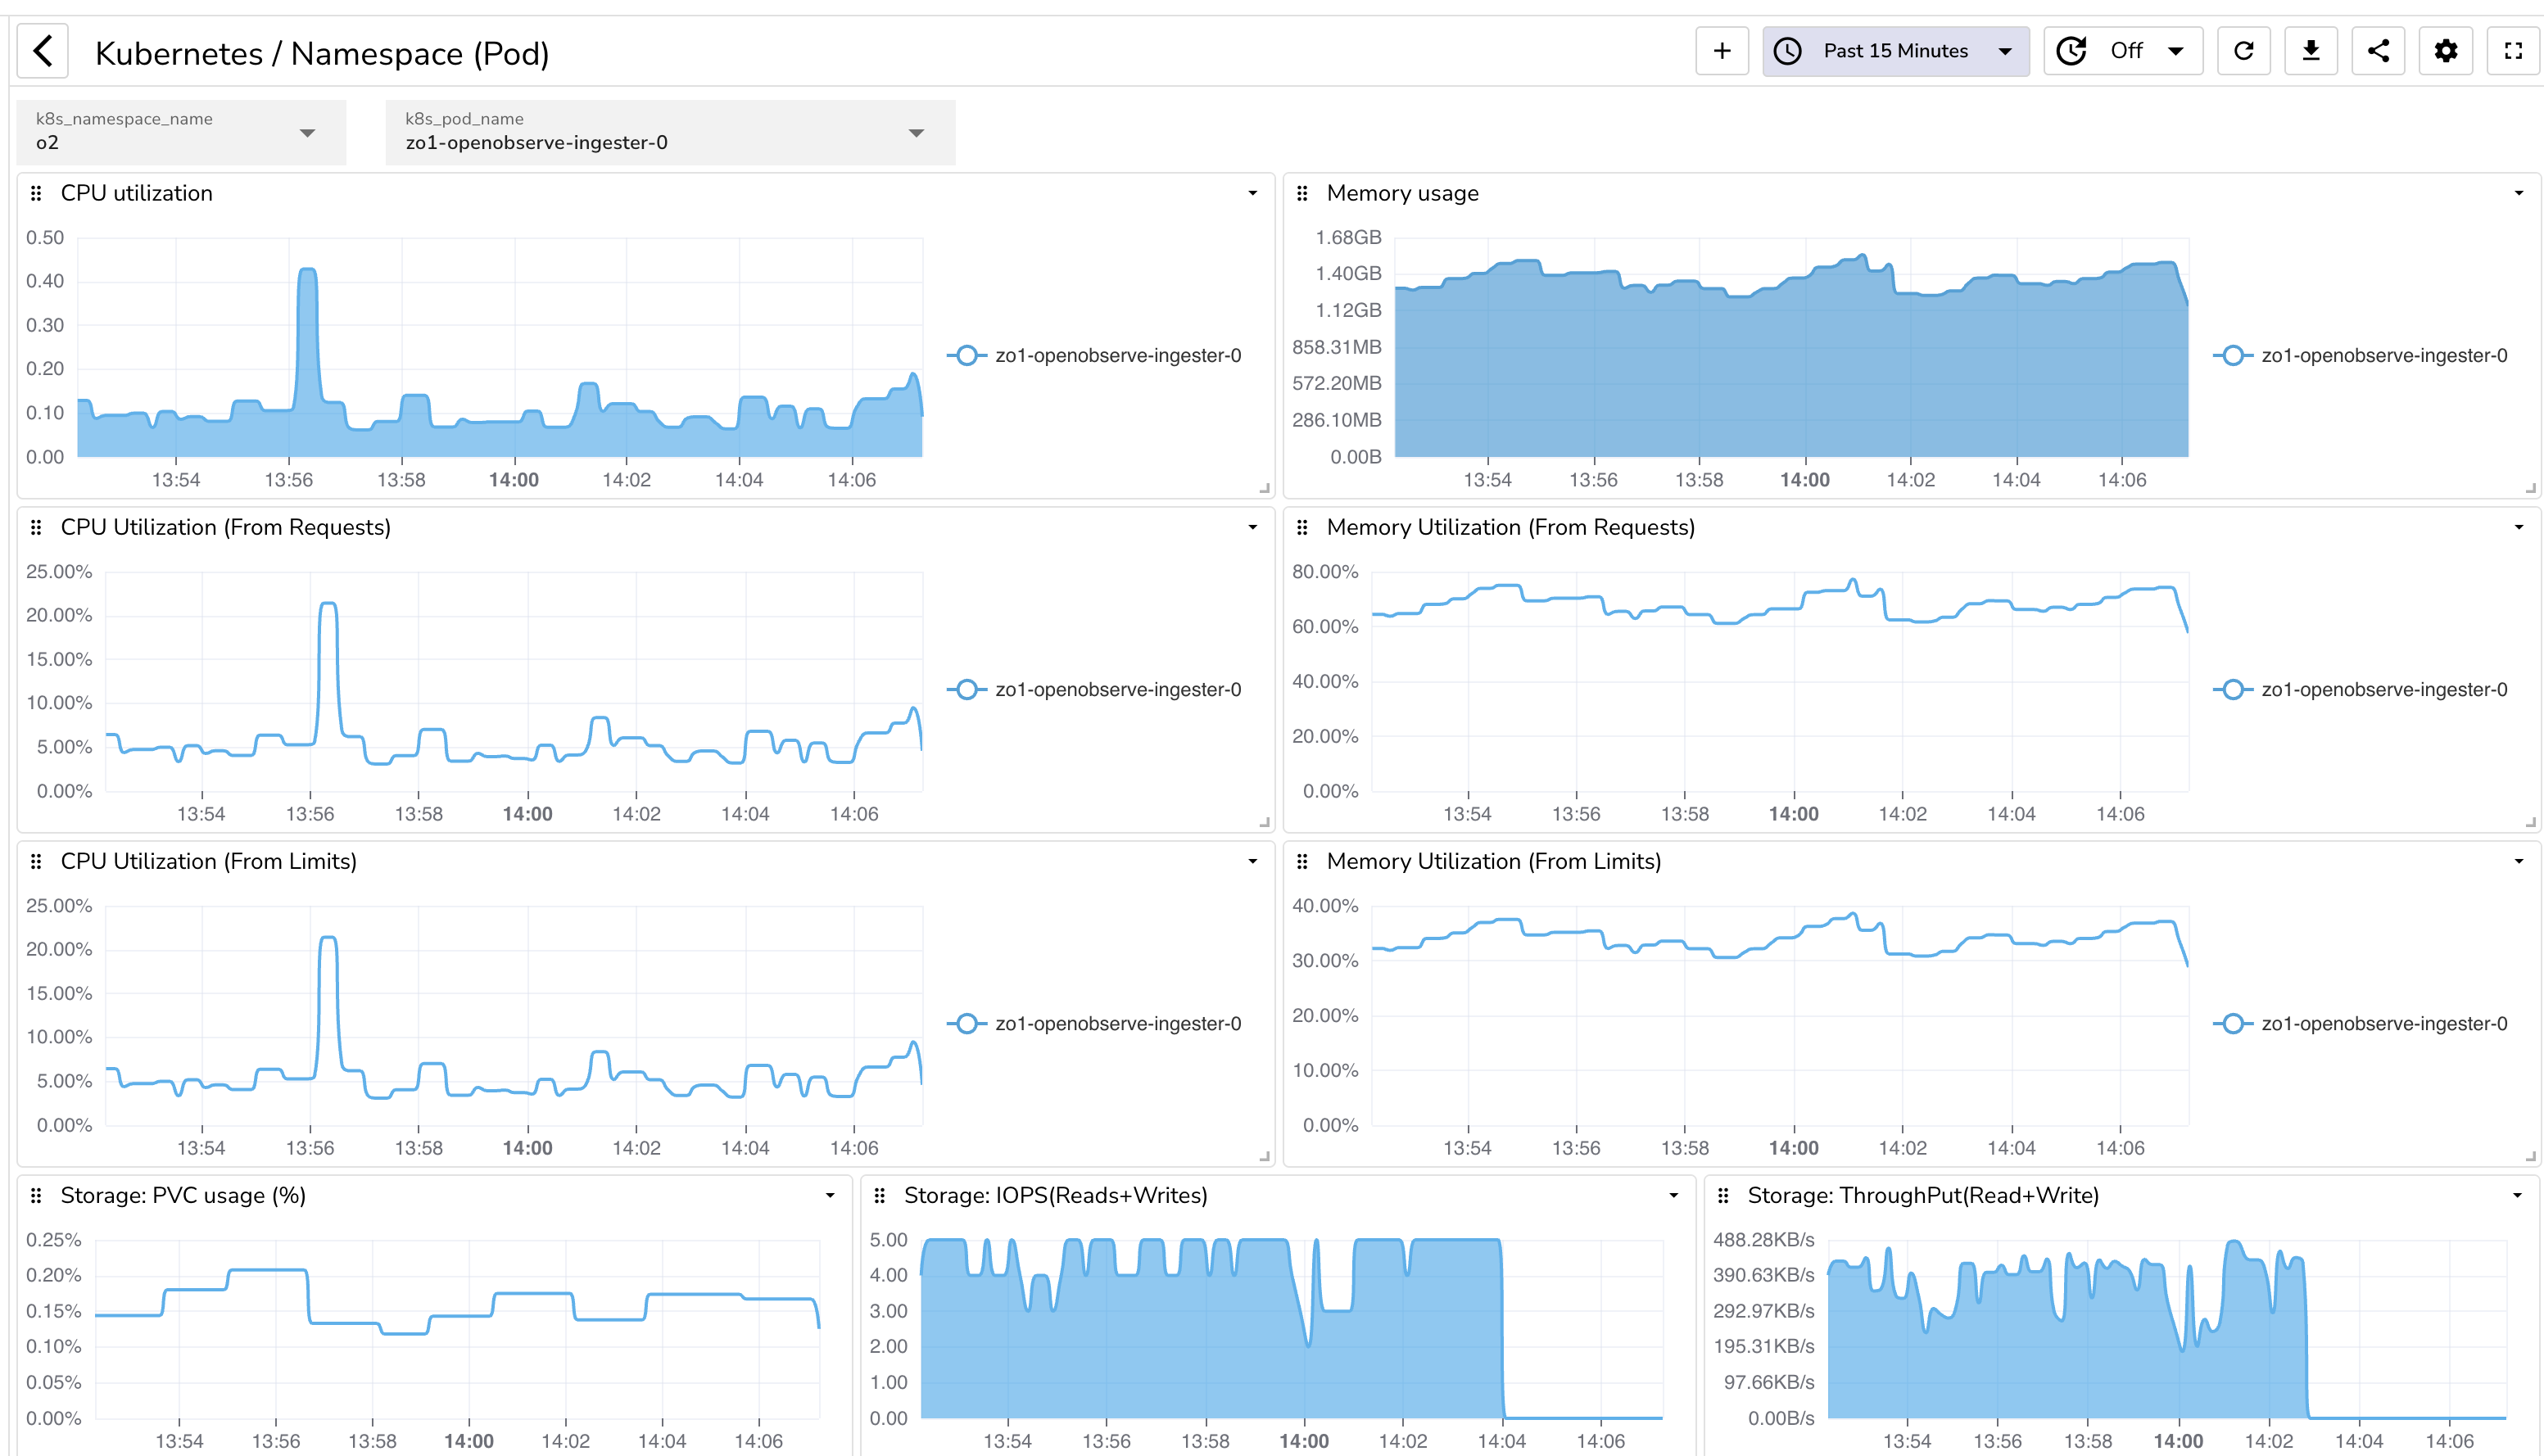 Kubernetes / Namespace (Pod)
Past 15 Minutes
Off
k8s_namespace_name
o2
k8s_pod_name
zo1-openobserve-ingester-0
CPU utilization
0.50
0.40
0.30
0.20
0.10
0.00
13:54 13:56 13:58 14:00 14:02 14:04 14:06
zo1-openobserve-ingester-0
Memory usage
1.68GB
1.40GB
1.12GB
858.31MB
572.20MB
286.10MB
0.00B
13:54 13:56 13:58 14:00 14:02 14:04 14:06
zo1-openobserve-ingester-0
CPU Utilization (From Requests)
25.00%
20.00%
15.00%
10.00%
5.00%
0.00%
13:54 13:56 13:58 14:00 14:02 14:04 14:06
zo1-openobserve-ingester-0
Memory Utilization (From Requests)
80.00%
60.00%
40.00%
20.00%
0.00%
13:54 13:56 13:58 14:00 14:02 14:04 14:06
zo1-openobserve-ingester-0
CPU Utilization (From Limits)
25.00%
20.00%
15.00%
10.00%
5.00%
0.00%
13:54 13:56 13:58 14:00 14:02 14:04 14:06
zo1-openobserve-ingester-0
Memory Utilization (From Limits)
40.00%
30.00%
20.00%
10.00%
0.00%
13:54 13:56 13:58 14:00 14:02 14:04 14:06
zo1-openobserve-ingester-0
Storage: PVC usage (%)
0.25%
0.20%
0.15%
0.10%
0.05%
0.00%
13:54 13:56 13:58 14:00 14:02 14:04 14:06
Storage: IOPS(Reads+Writes)
5.00
4.00
3.00
2.00
1.00
0.00
13:54 13:56 13:58 14:00 14:02 14:04 14:06
Storage: ThroughPut(Read+Write)
488.28KB/s
390.63KB/s
292.97KB/s
195.31KB/s
97.66KB/s
0.00B/s
13:54 13:56 13:58 14:00 14:02 14:04 14:06